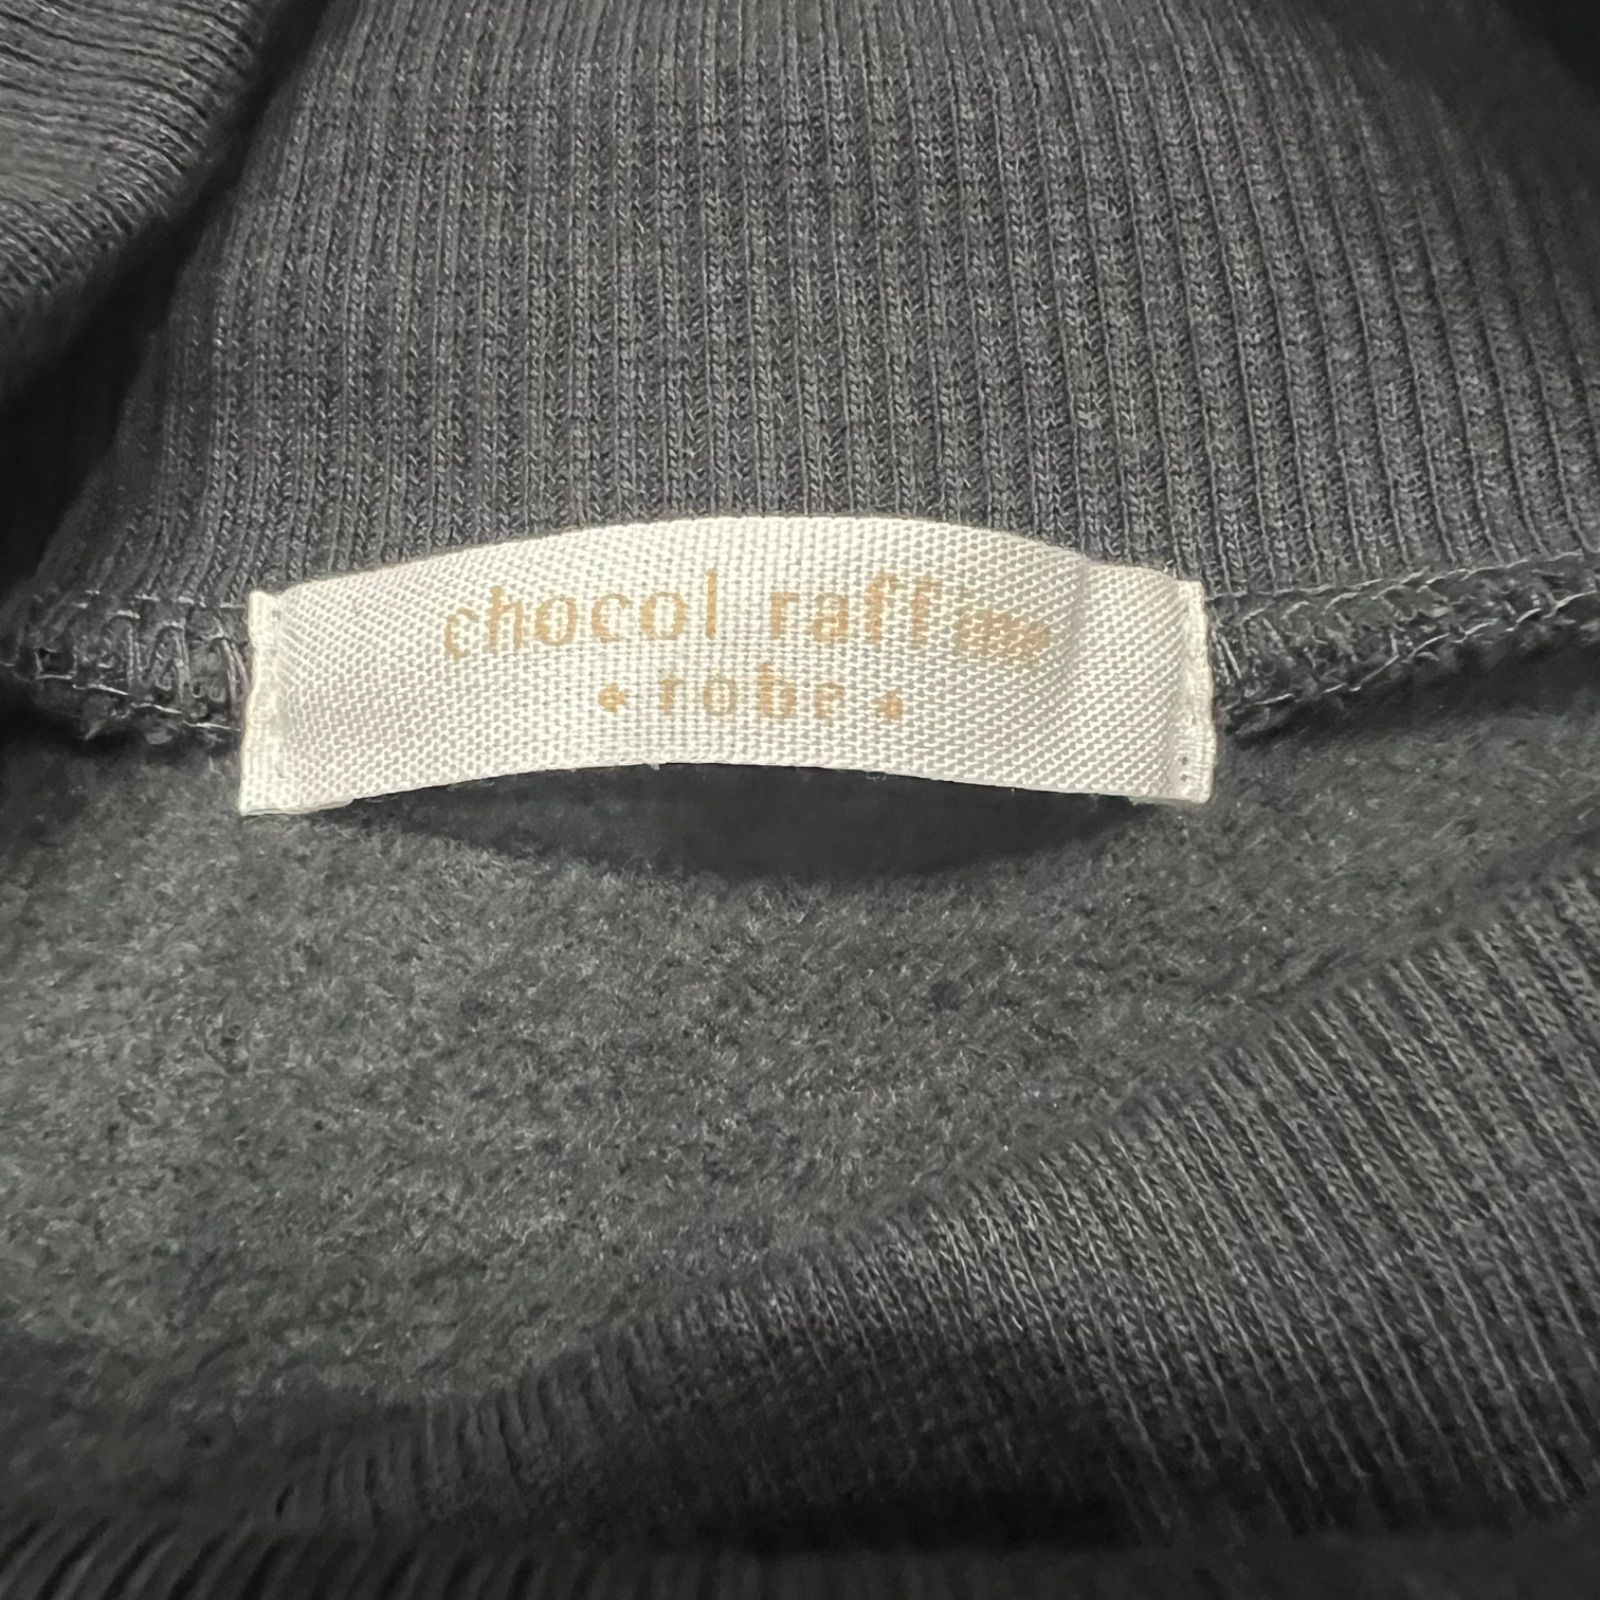 chocol raffine
robe